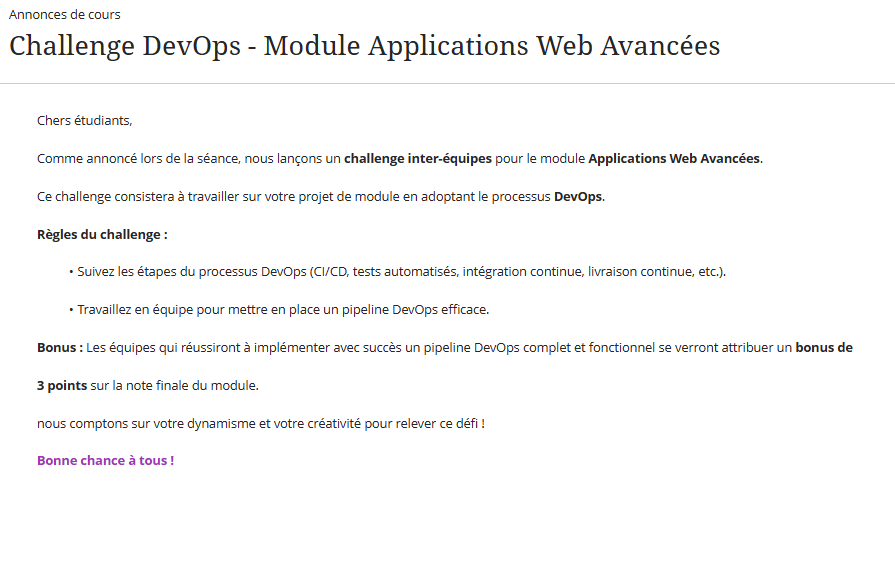 Annonces de cours
Challenge DevOps - Module Applications Web Avancées
Chers étudiants,
Comme annoncé lors de la séance, nous lançons un challenge inter-équipes pour le module Applications Web Avancées.
Ce challenge consistera à travailler sur votre projet de module en adoptant le processus DevOps.
Règles du challenge :
• Suivez les étapes du processus DevOps (CI/CD, tests automatisés, intégration continue, livraison continue, etc.).
• Travaillez en équipe pour mettre en place un pipeline DevOps efficace.
Bonus : Les équipes qui réussiront à implémenter avec succès un pipeline DevOps complet et fonctionnel se verront attribuer un bonus de
3 points sur la note finale du module.
nous comptons sur votre dynamisme et votre créativité pour relever ce défi !
Bonne chance à tous !